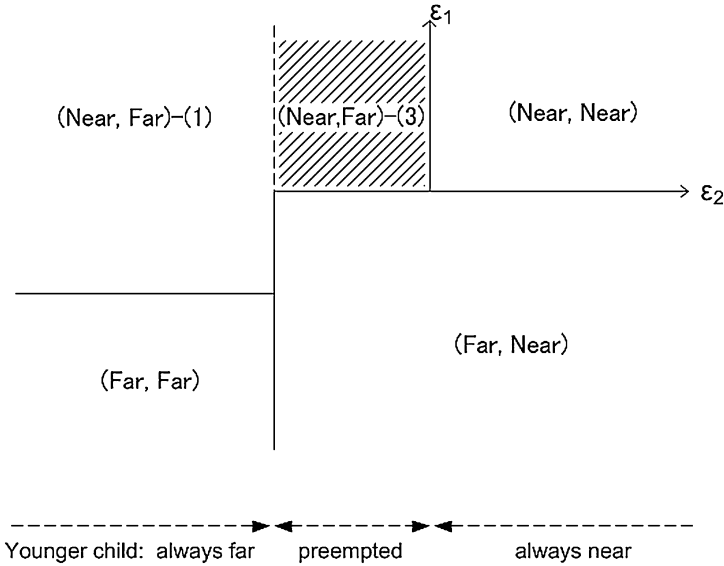 ε1
(Near, Far)-(1)
(Near,Far)-(3)
(Near, Near)
ε2
(Far, Near)
(Far, Far)
Younger child: always far
preempted
always near